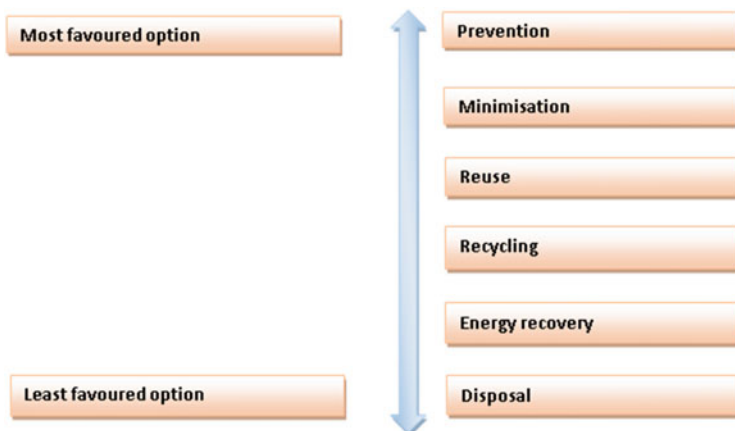 Most favoured option
Prevention
Minimisation
Reuse
Recycling
Energy recovery
Least favoured option
Disposal